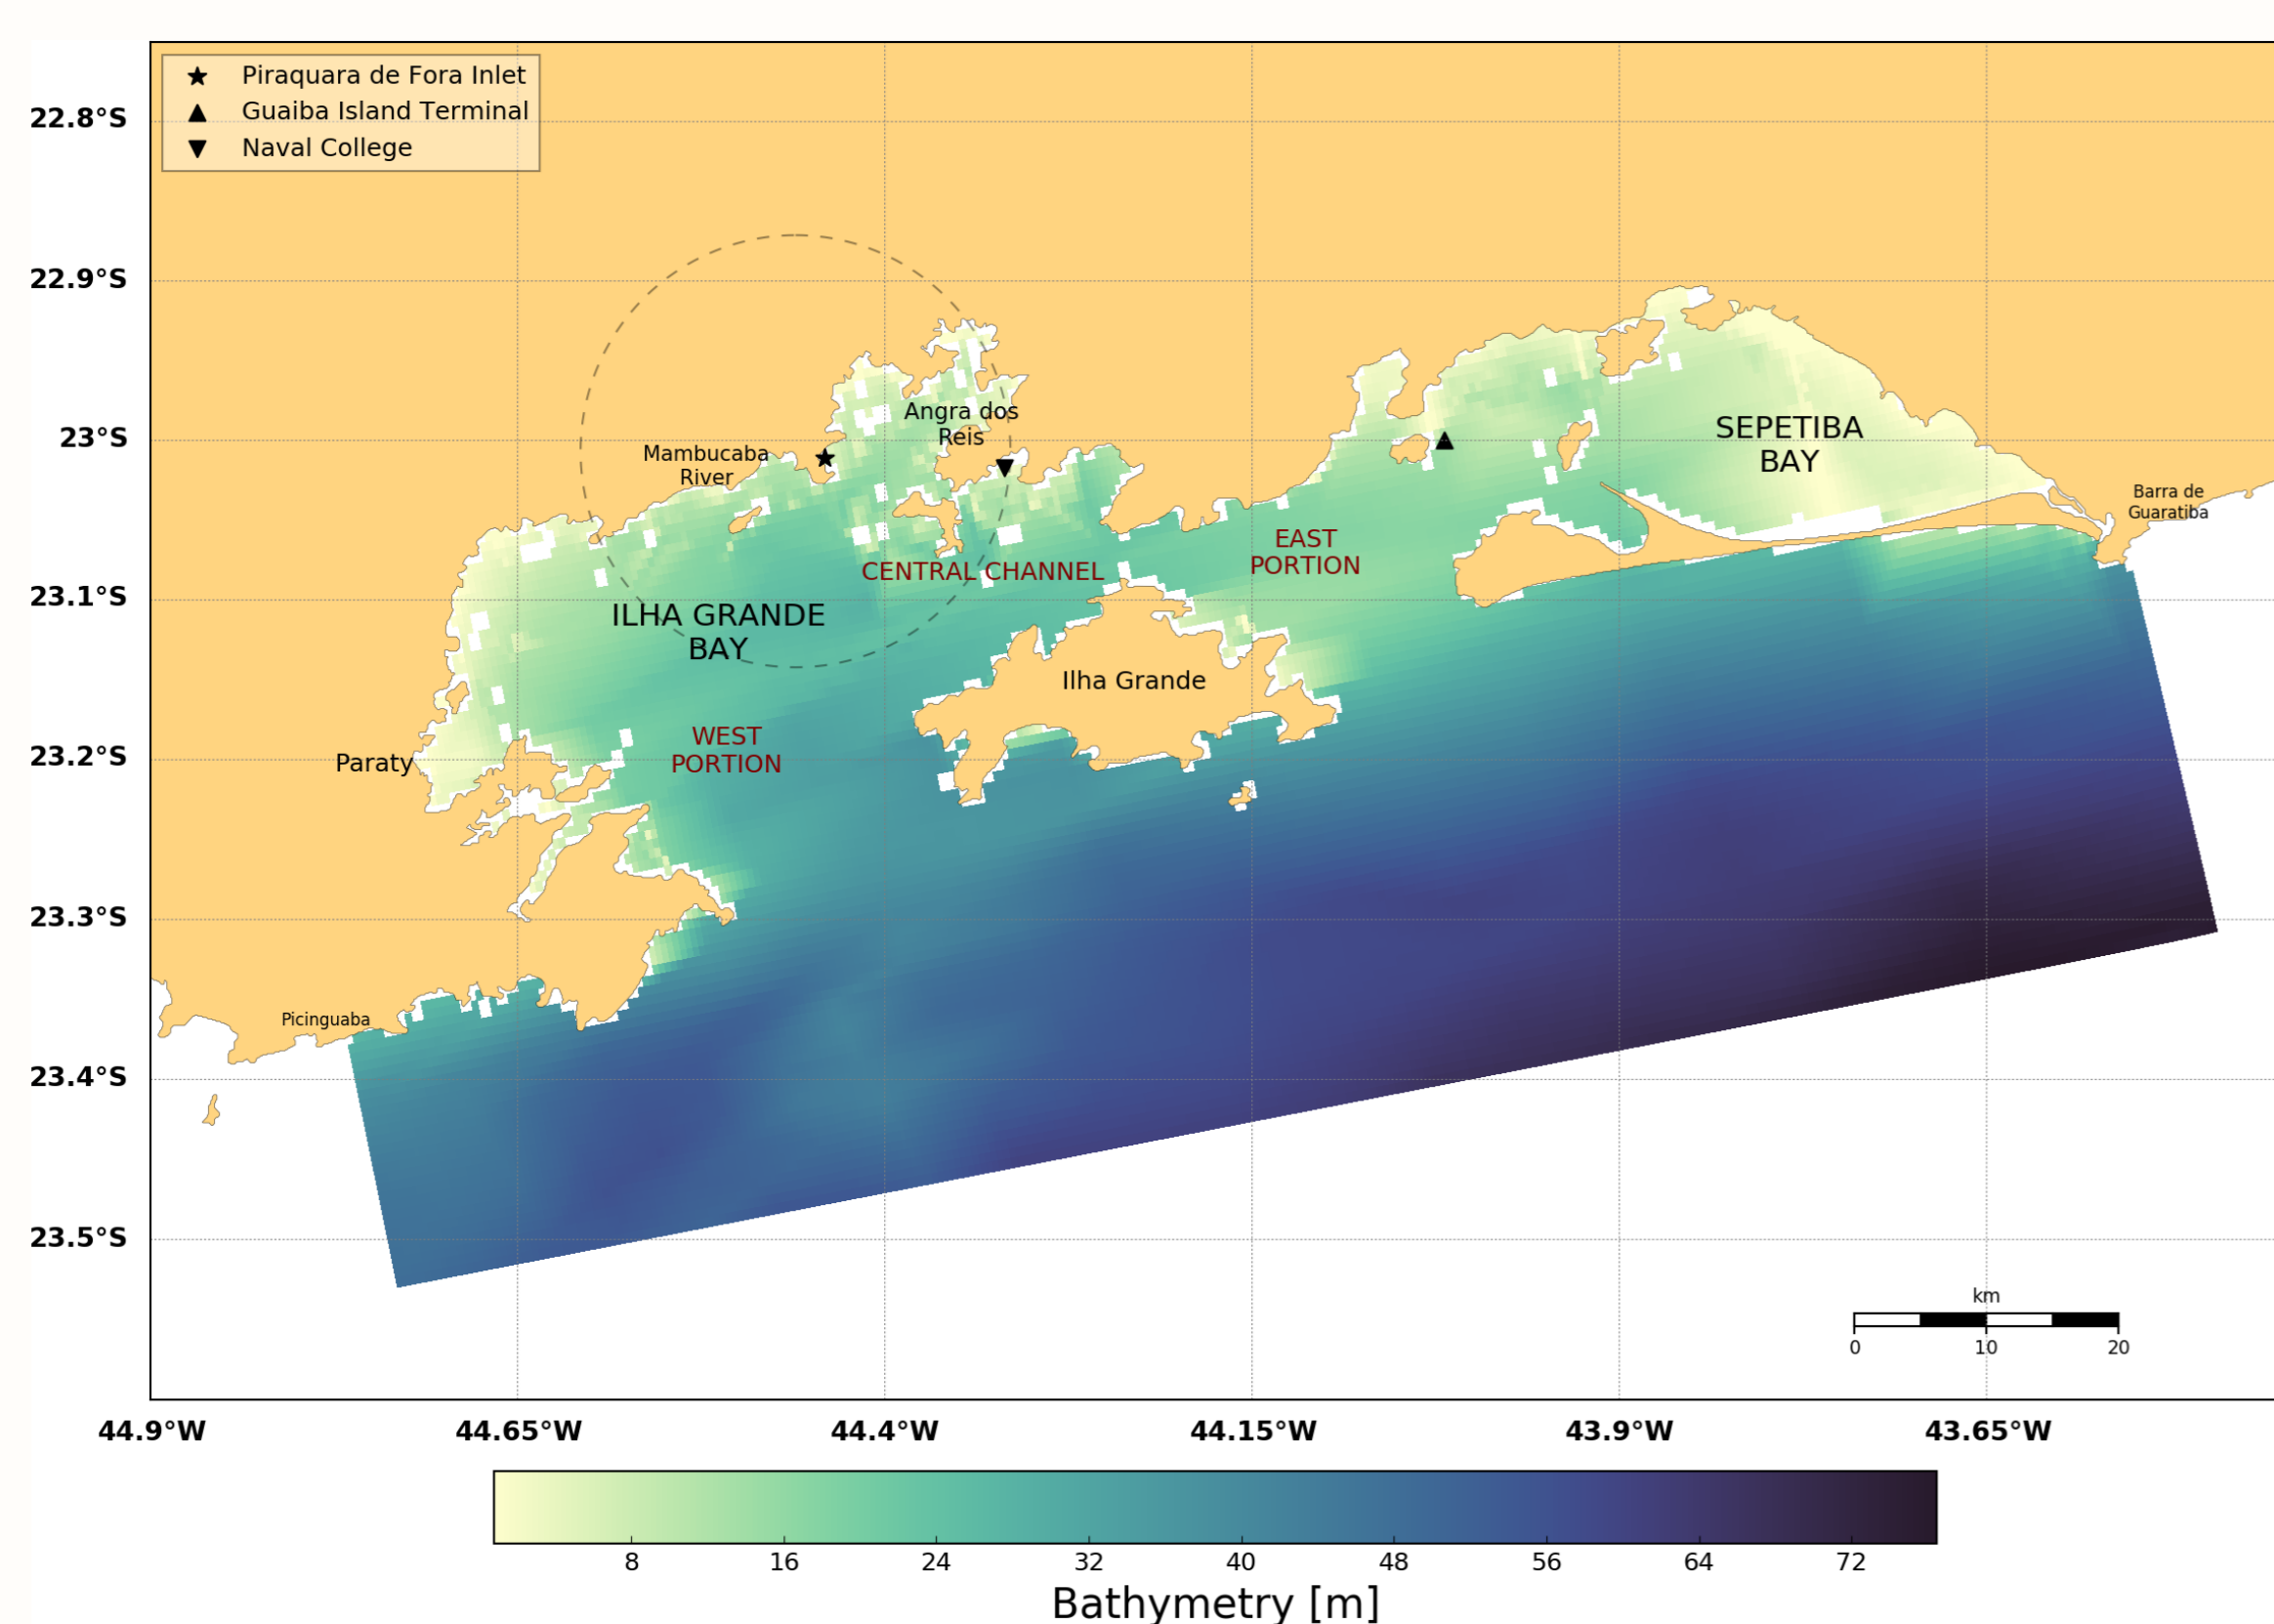 Piraquara de Fora Inlet
Guaiba Island Terminal
Naval College
22.8°S
22.9°S
23°S
23.1°S
23.2°S
23.3°S
23.4°S
23.5°S
Angra dos
Reis
Mambucaba
River
SEPETIBA
BAY
Barra de
Guaratiba
EAST
PORTION
CENTRAL CHANNEL
ILHA GRANDE
BAY
Ilha Grande
WEST
PORTION
Paraty
Picinguaba
km
0 10 20
44.9°W 44.65°W 44.4°W 44.15°W 43.9°W 43.65°W
8 16 24 32 40 48 56 64 72
Bathymetry [m]